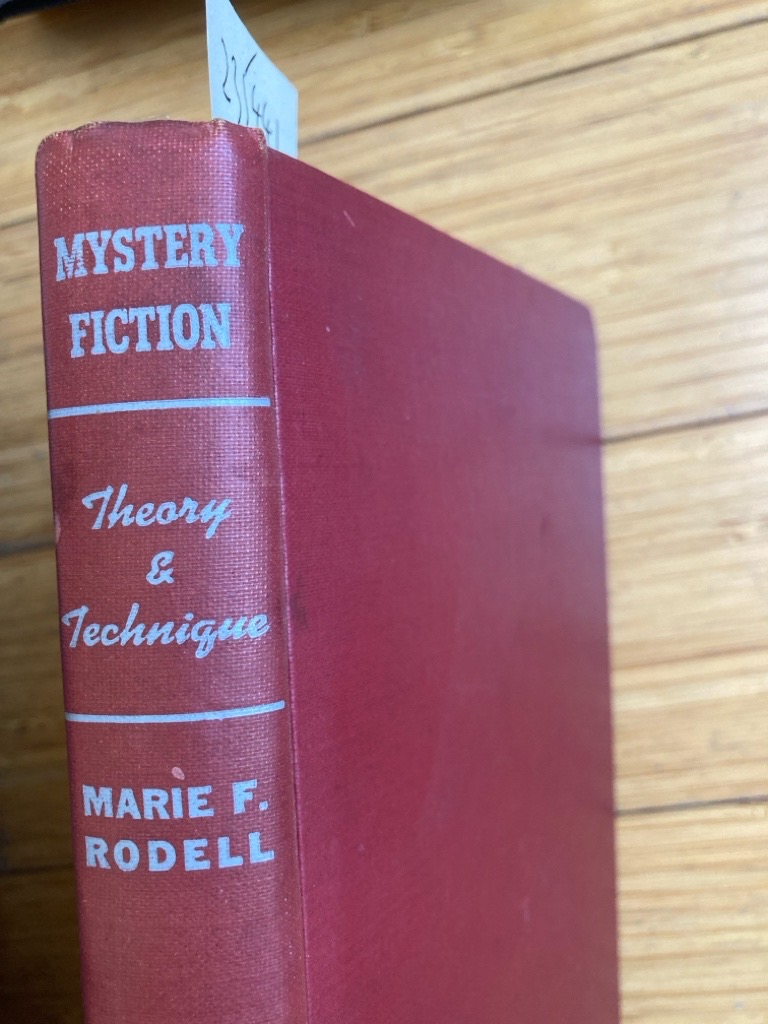 MYSTERY
FICTION
Theory
&
Technique
MARIE F.
RODELL